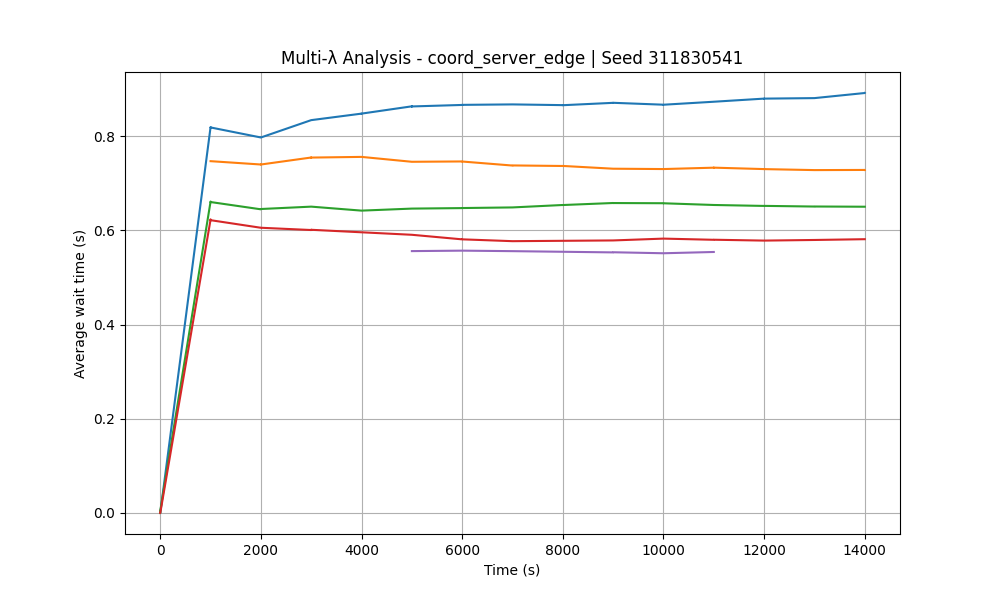 Multi-λ Analysis - coord_server_edge | Seed 311830541
0.8
0.6
0.4
0.2
0.0
Average wait time (s)
0 2000 4000 6000 8000 10000 12000 14000
Time (s)